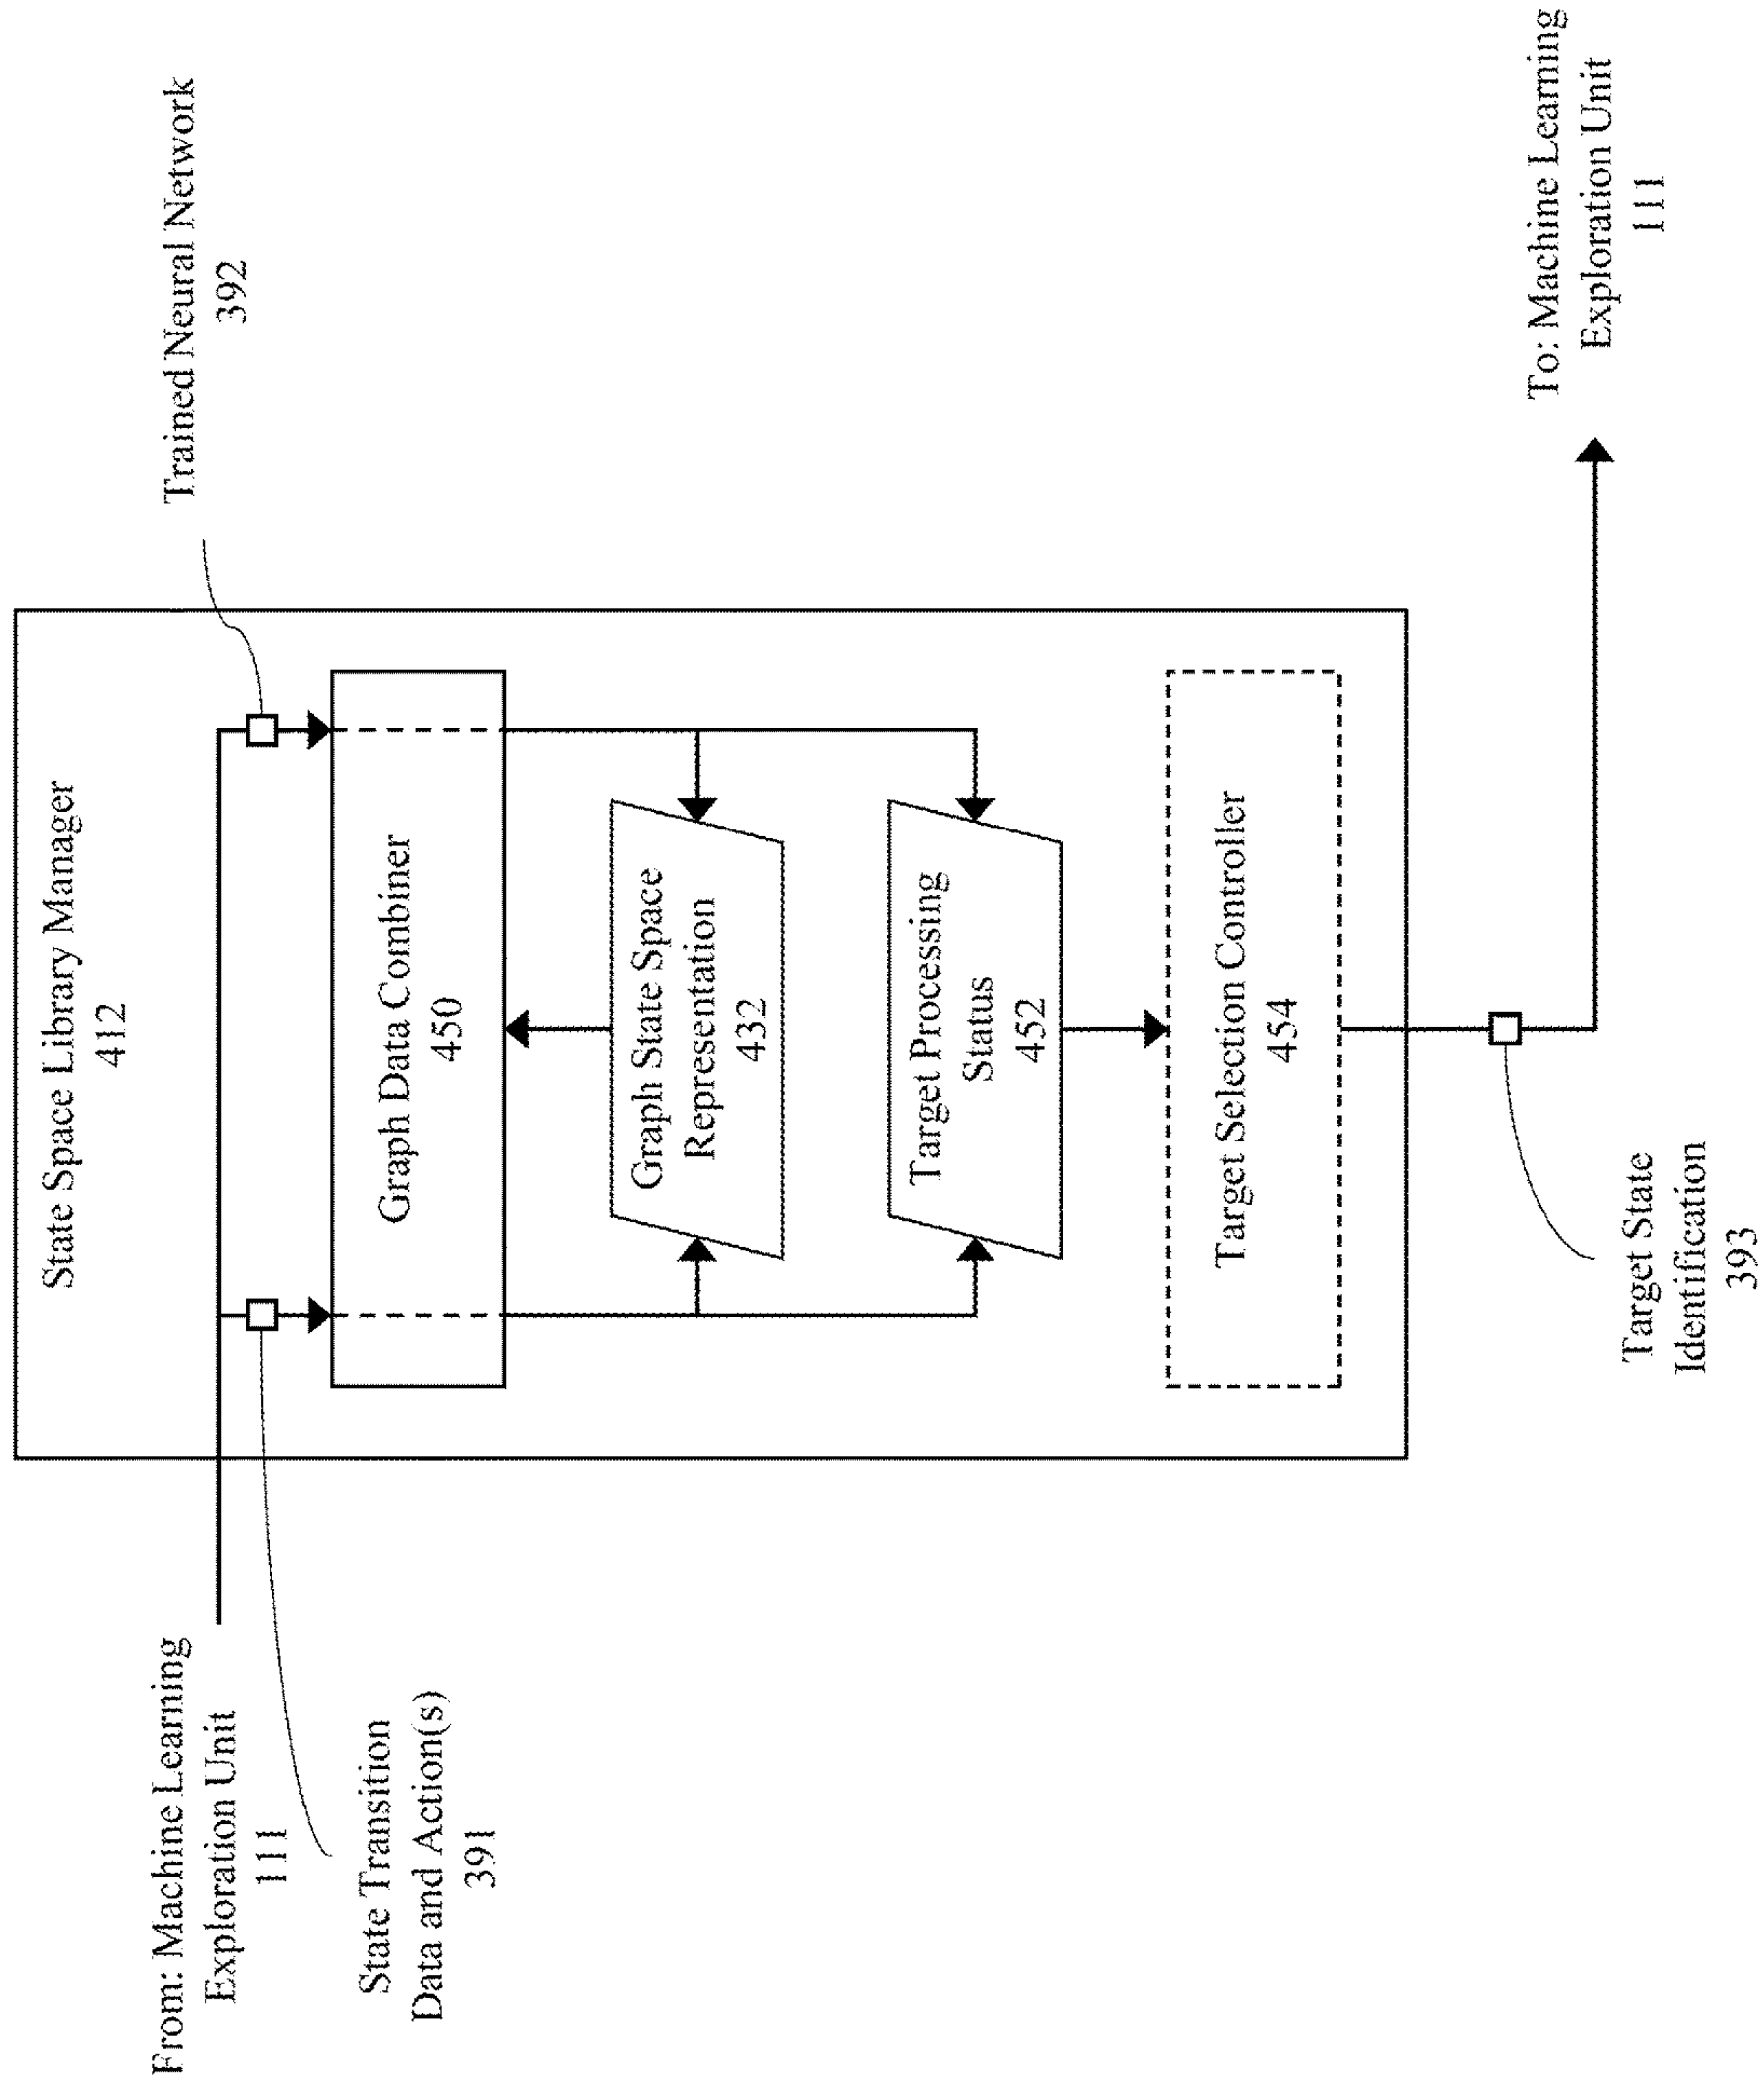 State Space Library Manager
412
From: Machine Learning
Exploration Unit
111
State Transition
Data and Action(s)
391
Trained Neural Network
392
Graph Data Combiner
450
Graph State Space
Representation
432
Target Processing
Status
452
Target Selection Controller
454
Target State
Identification
393
To: Machine Learning
Exploration Unit
111